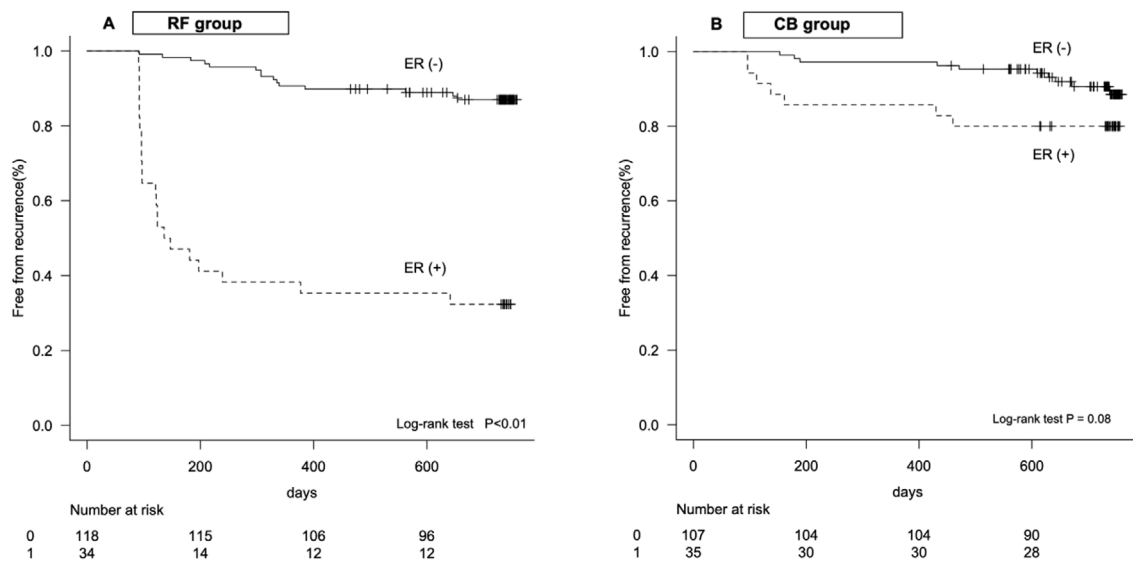 A RF group
1.0
0.8
0.6
0.4
0.2
0.0
Free from recurrence(%)
ER (-)
ER (+)
Log-rank test P<0.01
0 200 400 600
days
Number at risk
0 118 115 106 96
1 34 14 12 12
B CB group
1.0
0.8
0.6
0.4
0.2
0.0
Free from recurrence(%)
ER (-)
ER (+)
Log-rank test P = 0.08
0 200 400 600
days
Number at risk
0 107 104 104 90
1 35 30 30 28